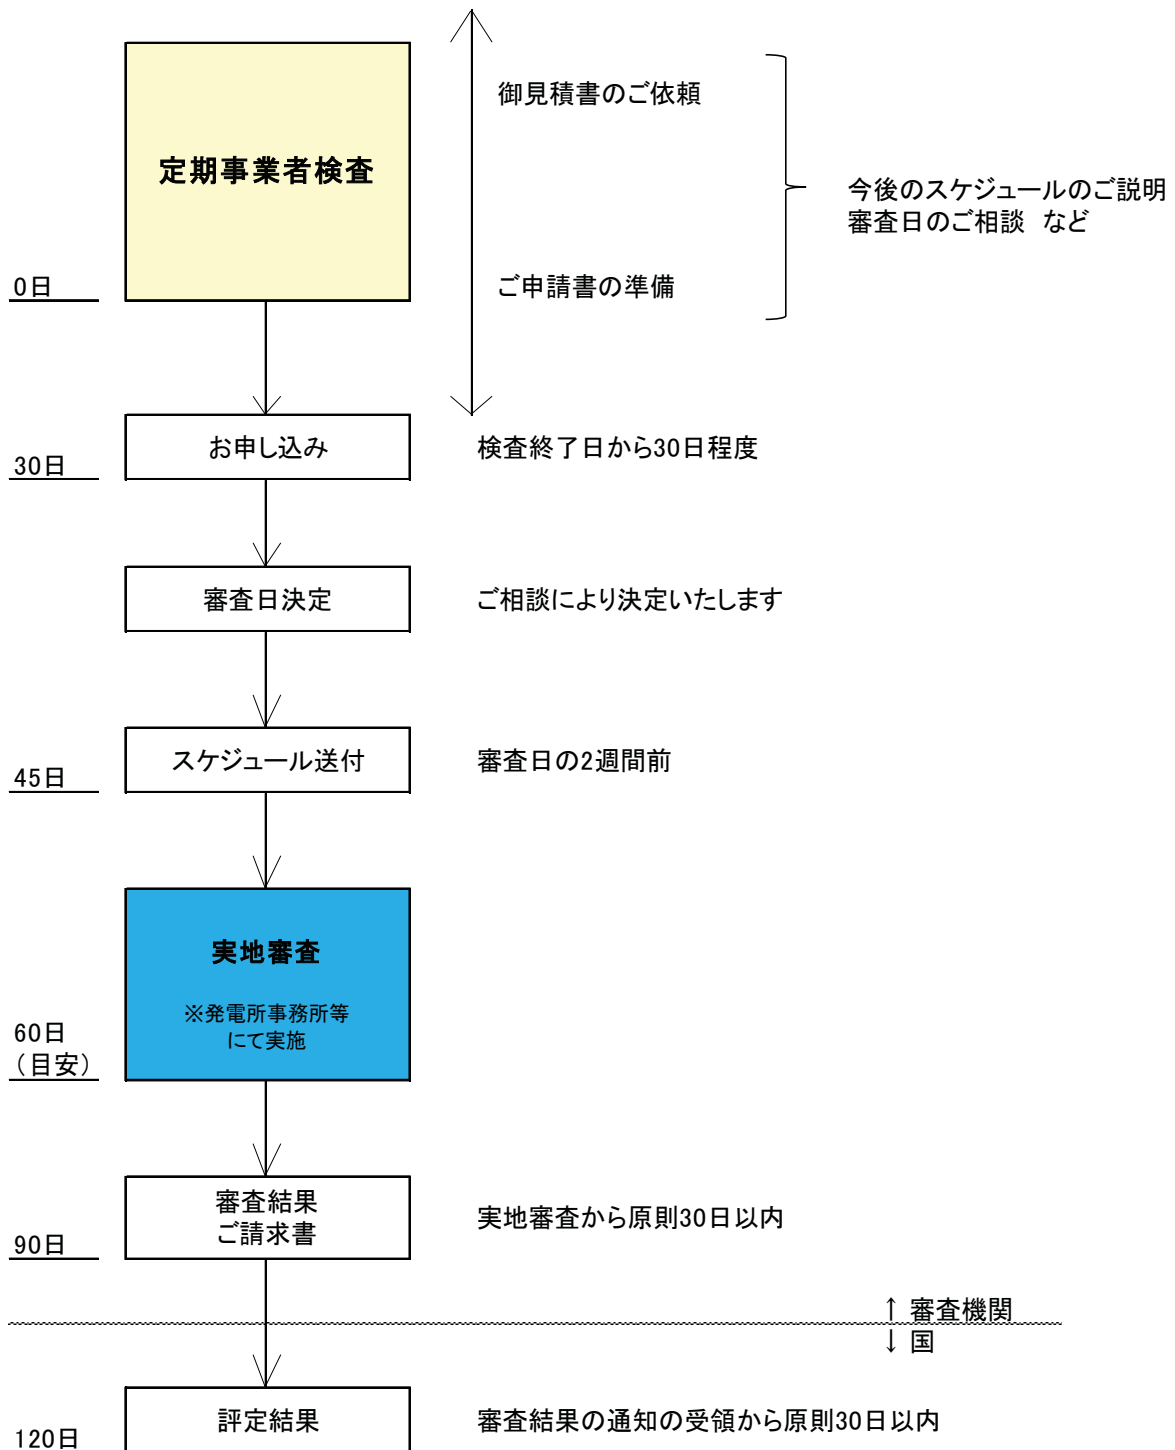 御見積書のご依頼
定期事業者検査
今後のスケジュールのご説明
審査日のご相談　など
0日
ご申請書の準備
お申し込み
検査終了日から30日程度
30日
審査日決定
ご相談により決定いたします
スケジュール送付
審査日の2週間前
45日
実地審査
※発電所事務所等
にて実施
60日
（目安）
審査結果
ご請求書
実地審査から原則30日以内
90日
↑ 審査機関
↓ 国
評定結果
審査結果の通知の受領から原則30日以内
120日